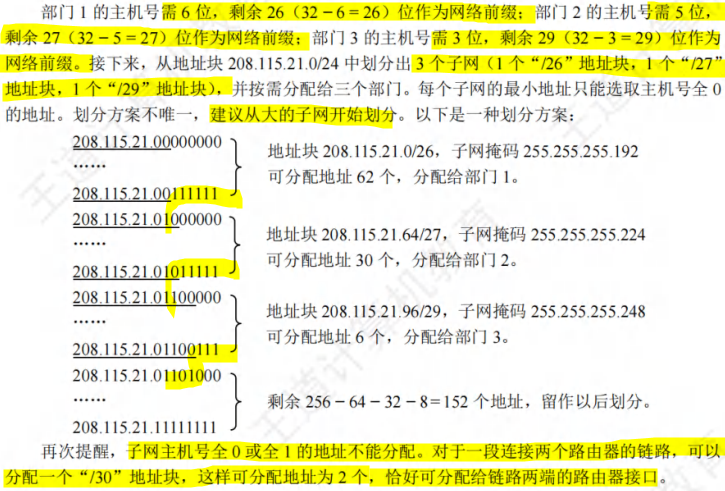 部门 1 的主机号需 6 位，剩余 26（32－6＝26）位作为网络前缀；部门 2 的主机号需 5 位，
剩余 27（32－5＝27）位作为网络前缀；部门 3 的主机号需 3 位，剩余 29（32－3＝29）位作为
网络前缀。接下来，从地址块 208.115.21.0/24 中划分出 3 个子网（1 个“/26”地址块，1 个“/27”
地址块，1 个“/29”地址块），并按需分配给三个部门。每个子网的最小地址只能选取主机号全 0
的地址。划分方案不唯一，建议从大的子网开始划分。以下是一种划分方案：
208.115.21.00000000
……
208.115.21.00111111
地址块 208.115.21.0/26，子网掩码 255.255.255.192
可分配地址 62 个，分配给部门 1。
208.115.21.01000000
……
208.115.21.01011111
地址块 208.115.21.64/27，子网掩码 255.255.255.224
可分配地址 30 个，分配给部门 2。
208.115.21.01100000
……
208.115.21.01100111
地址块 208.115.21.96/29，子网掩码 255.255.255.248
可分配地址 6 个，分配给部门 3。
208.115.21.01101000
……
208.115.21.11111111
剩余 256－64－32－8＝152 个地址，留作以后划分。
再次提醒，子网主机号全 0 或全 1 的地址不能分配。对于一段连接两个路由器的链路，可以
分配一个“/30”地址块，这样可分配地址为 2 个，恰好可分配给链路两端的路由器接口。
王道计算机教育